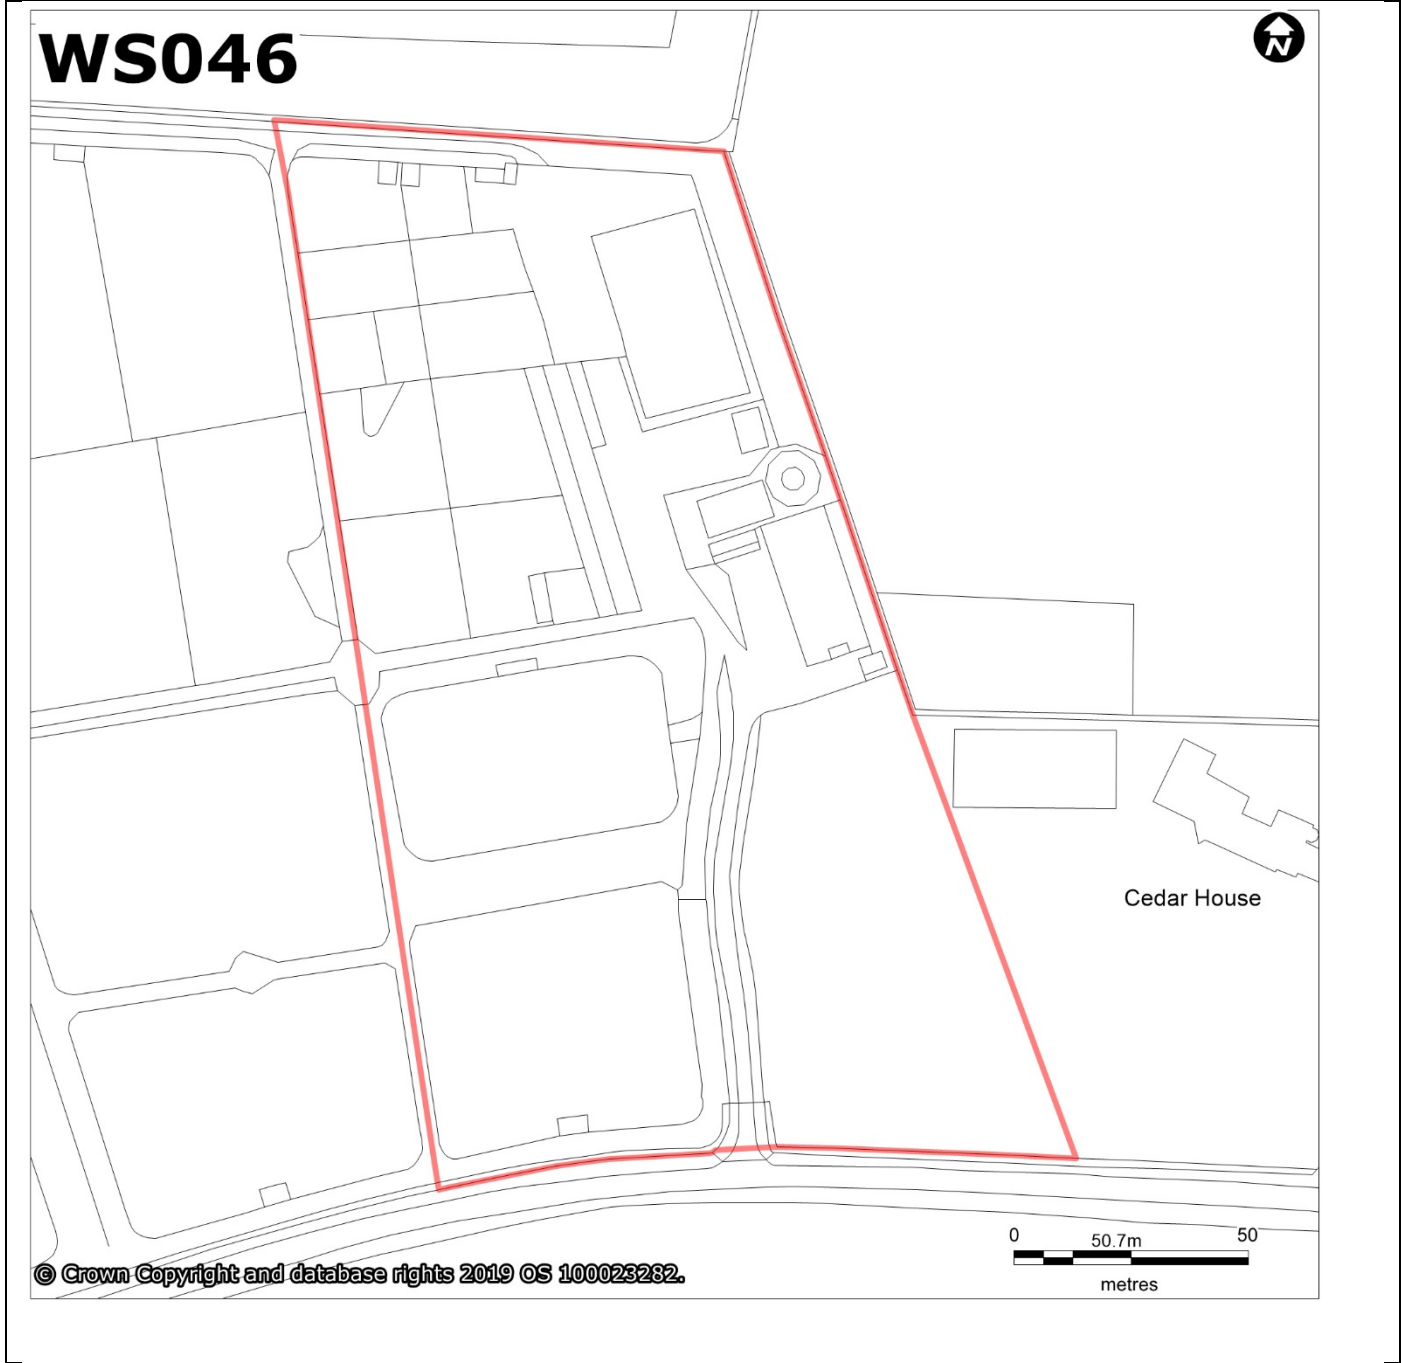 WS046
N
Cedar House
0 50.7m 50
metres
© Crown Copyright and database rights 2019 OS 100023282.